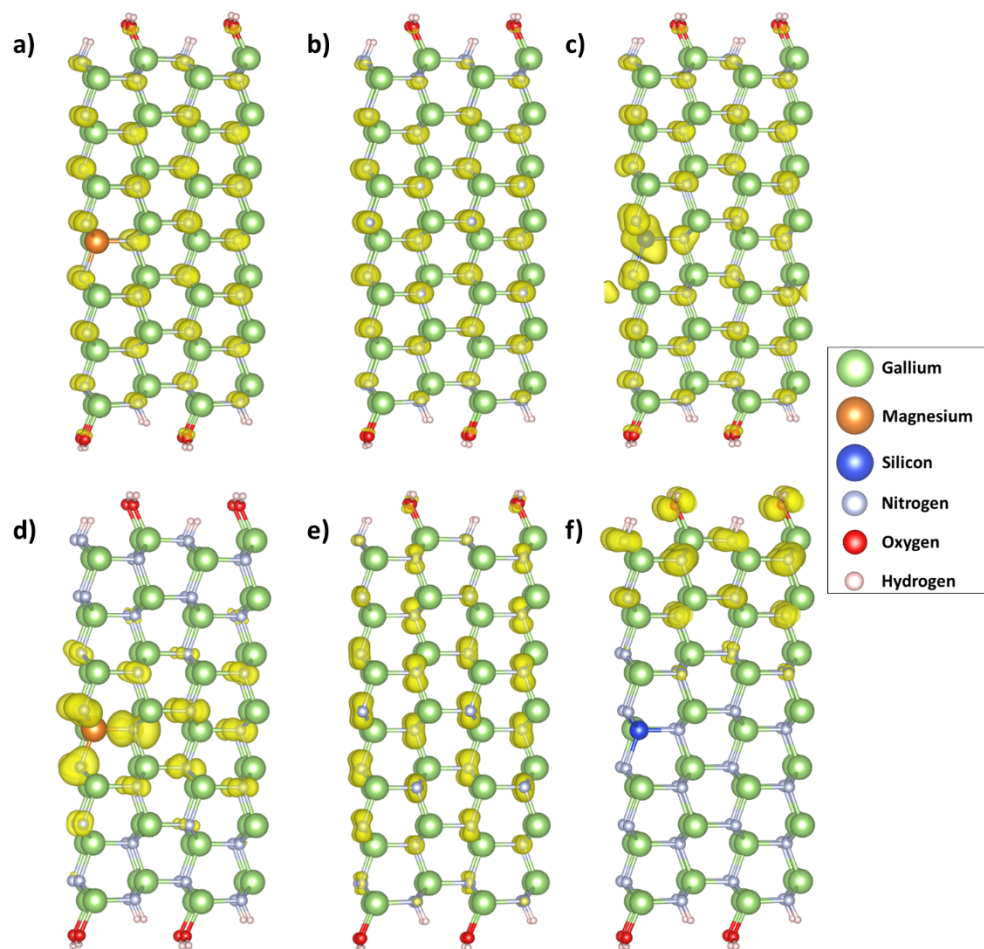 a)
b)
c)
Gallium
Magnesium
Silicon
Nitrogen
Oxygen
Hydrogen
d)
e)
f)